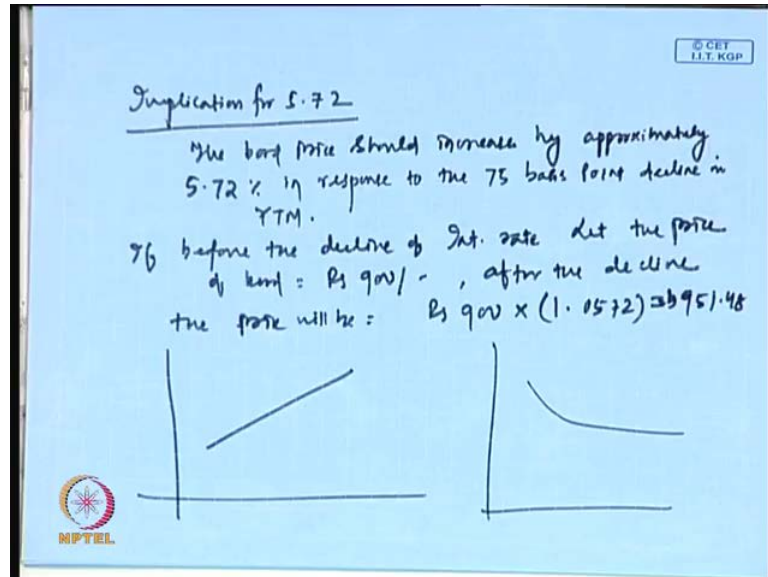 © CET
I.I.T. KGP
Implication for 5.72
The bond price should increase by approximately
5.72 % in response to the 75 basis point decline in
YTM.
If before the decline of Int. rate Let the price
of bond = Rs 900/- , after the decline
the price will be = Rs 900 × (1.0572) ⇒ 951.48
NPTEL